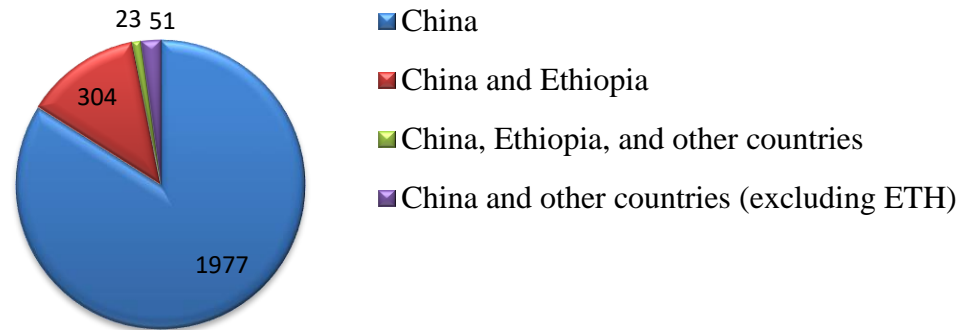 23 51
304
1977
China
China and Ethiopia
China, Ethiopia, and other countries
China and other countries (excluding ETH)